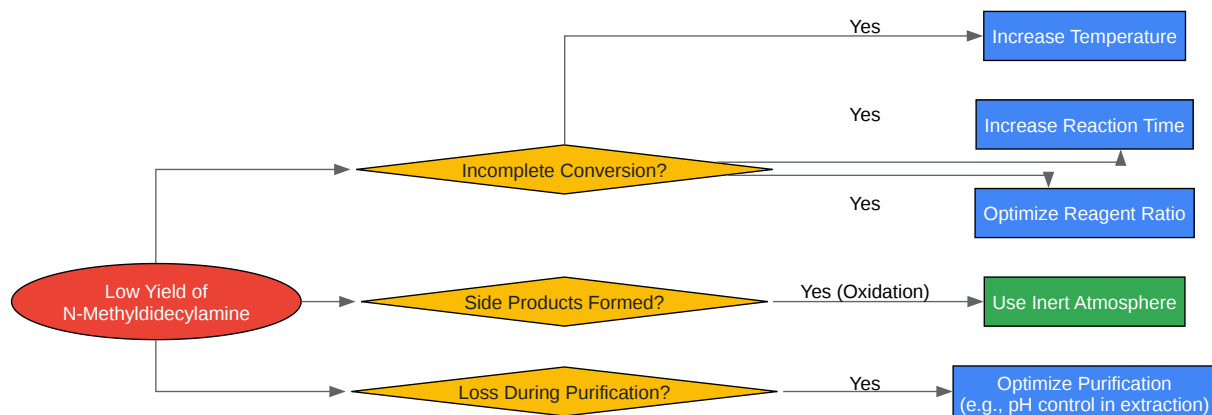 Yes
Increase Temperature
Yes
Increase Reaction Time
Incomplete Conversion?
Yes
Optimize Reagent Ratio
Low Yield of
N-Methyldidecylamine
Side Products Formed?
Yes (Oxidation)
Use Inert Atmosphere
Loss During Purification?
Yes
Optimize Purification
(e.g., pH control in extraction)